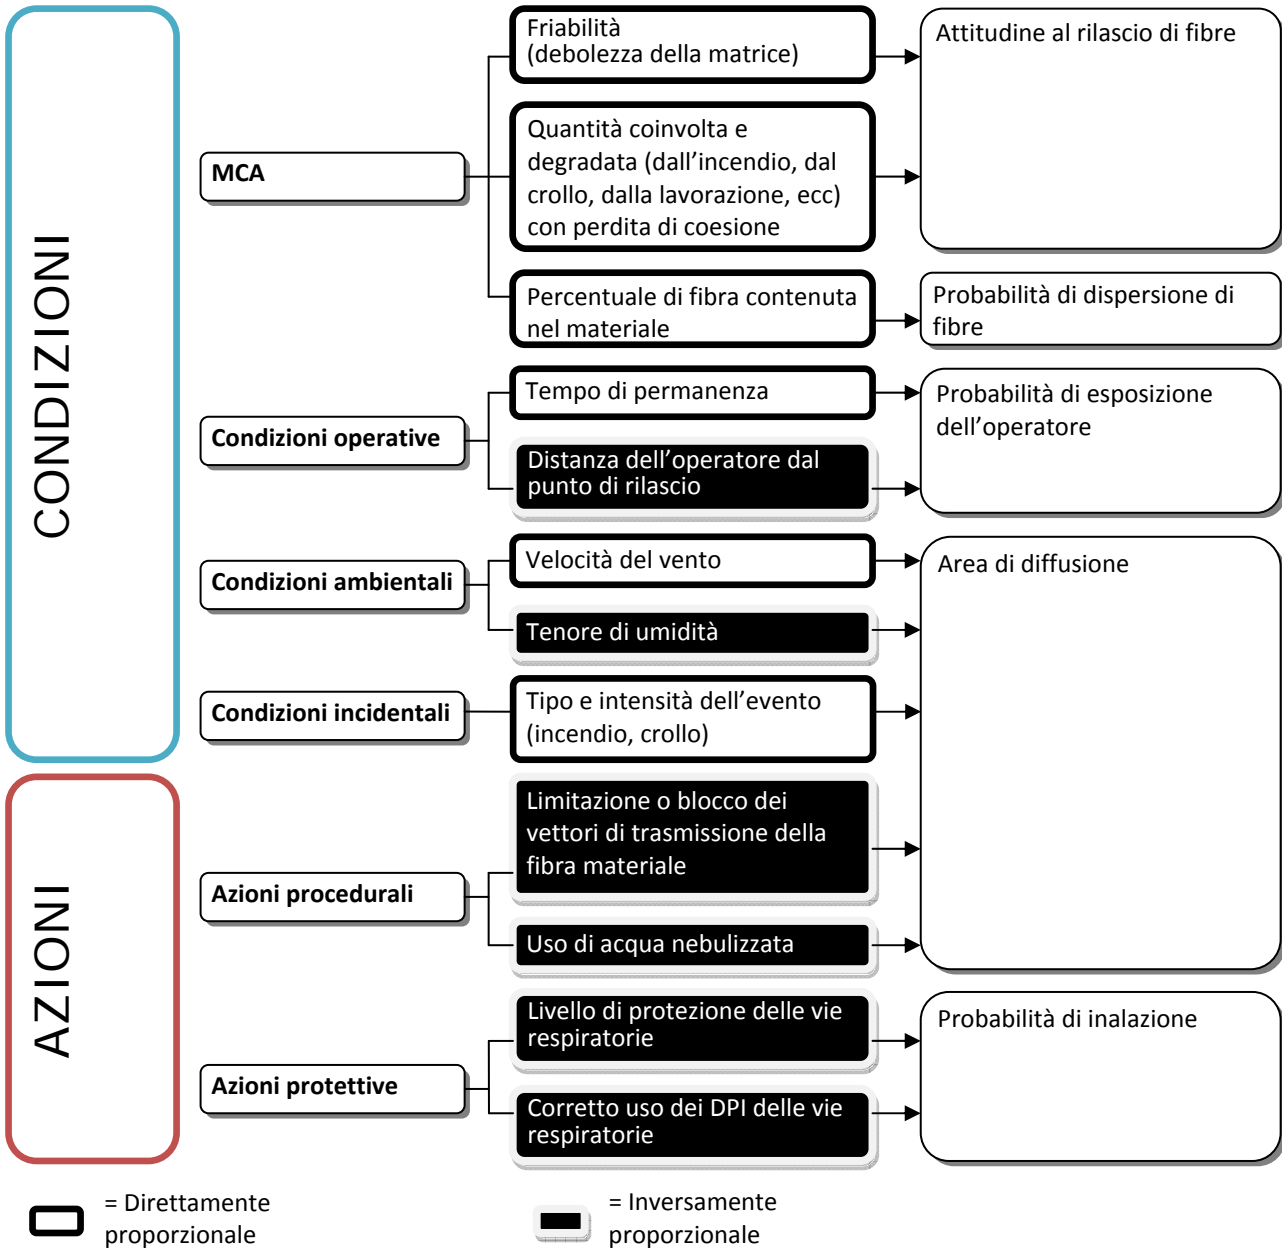 CONDIZIONI
MCA
Friabilità
(debolezza della matrice)
Attitudine al rilascio di fibre
Quantità coinvolta e
degradata (dall’incendio, dal
crollo, dalla lavorazione, ecc)
con perdita di coesione
Percentuale di fibra contenuta
nel materiale
Probabilità di dispersione di
fibre
Condizioni operative
Tempo di permanenza
Probabilità di esposizione
dell’operatore
Distanza dell’operatore dal
punto di rilascio
Condizioni ambientali
Velocità del vento
Area di diffusione
Tenore di umidità
Condizioni incidentali
Tipo e intensità dell’evento
(incendio, crollo)
AZIONI
Azioni procedurali
Limitazione o blocco dei
vettori di trasmissione della
fibra materiale
Uso di acqua nebulizzata
Azioni protettive
Livello di protezione delle vie
respiratorie
Probabilità di inalazione
Corretto uso dei DPI delle vie
respiratorie
= Direttamente
proporzionale
= Inversamente
proporzionale